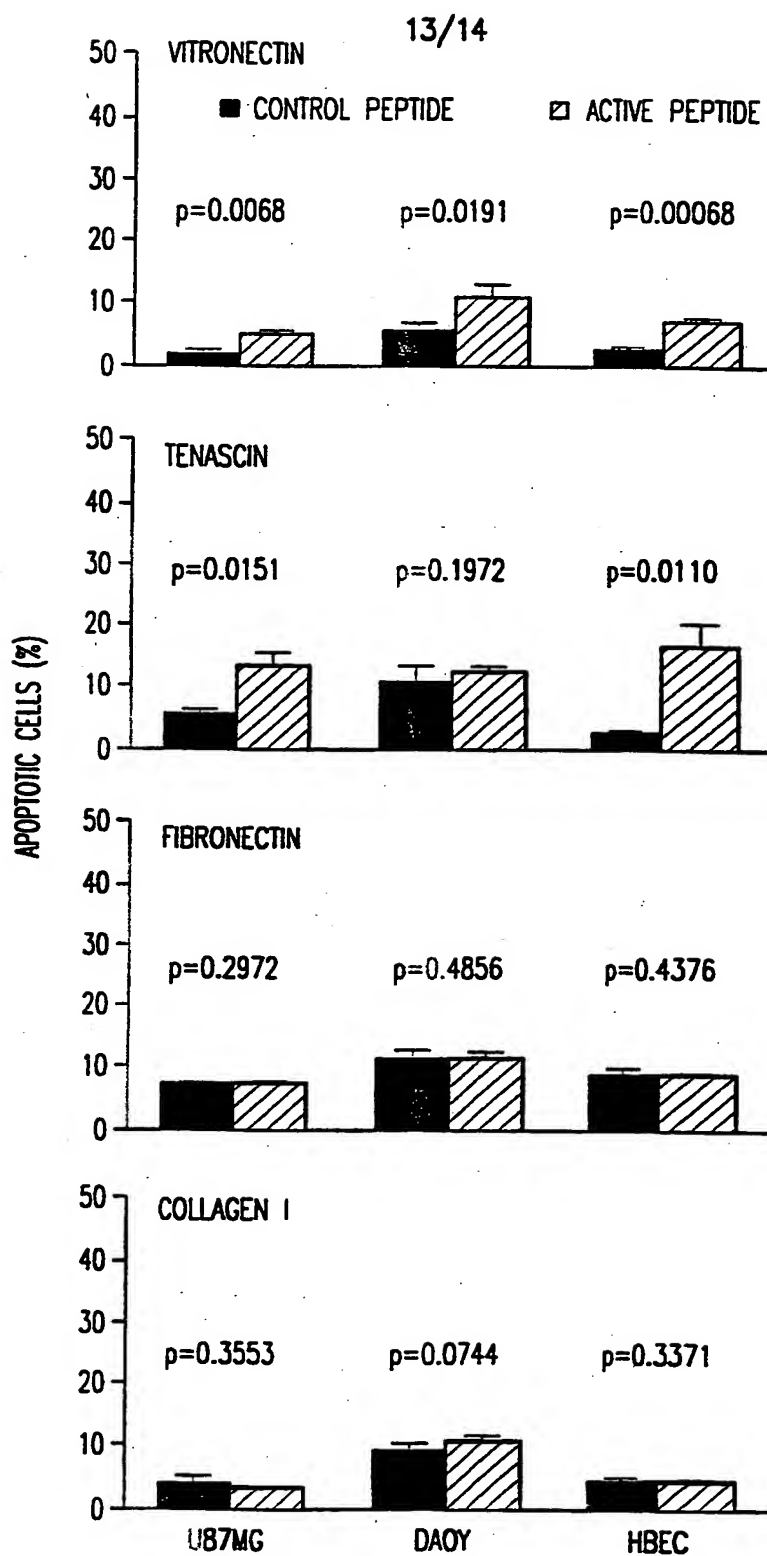 13/14
APOPTOTIC CELLS (%)
VITRONECTIN
■ CONTROL PEPTIDE ▨ ACTIVE PEPTIDE
50
40
30
20
10
0
p=0.0068 p=0.0191 p=0.00068
TENASCIN
50
40
30
20
10
0
p=0.0151 p=0.1972 p=0.0110
FIBRONECTIN
50
40
30
20
10
0
p=0.2972 p=0.4856 p=0.4376
COLLAGEN I
50
40
30
20
10
0
p=0.3553 p=0.0744 p=0.3371
U87MG DAOY HBEC